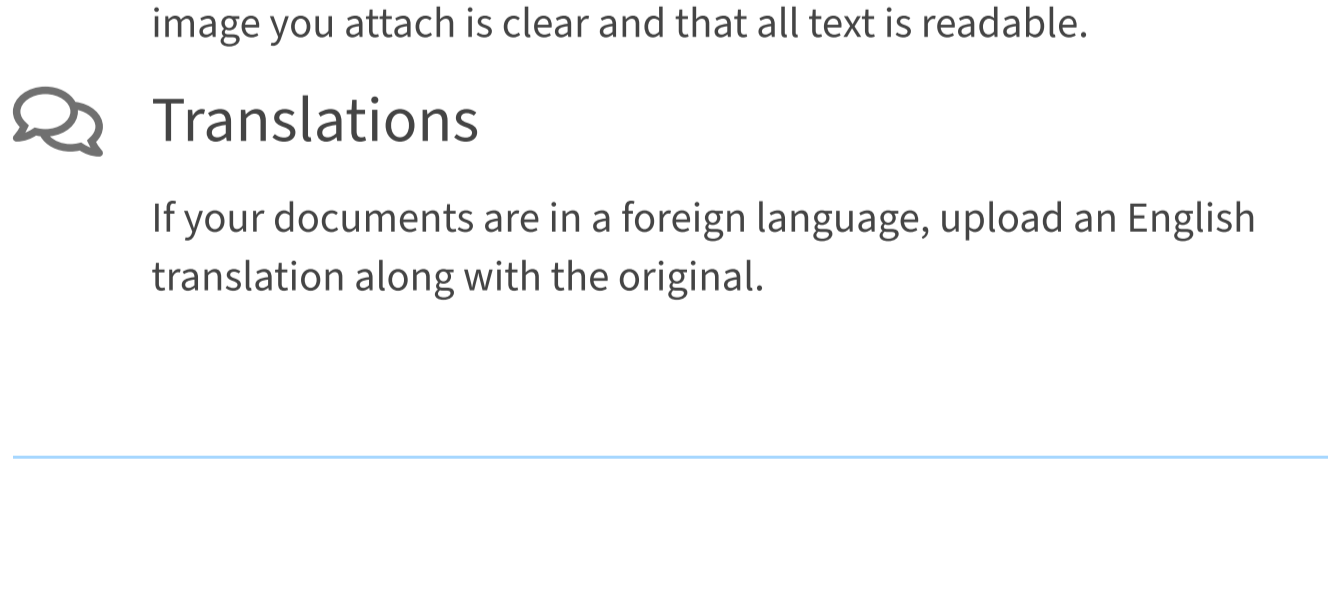 image you attach is clear and that all text is readable.
Translations
If your documents are in a foreign language, upload an English
translation along with the original.